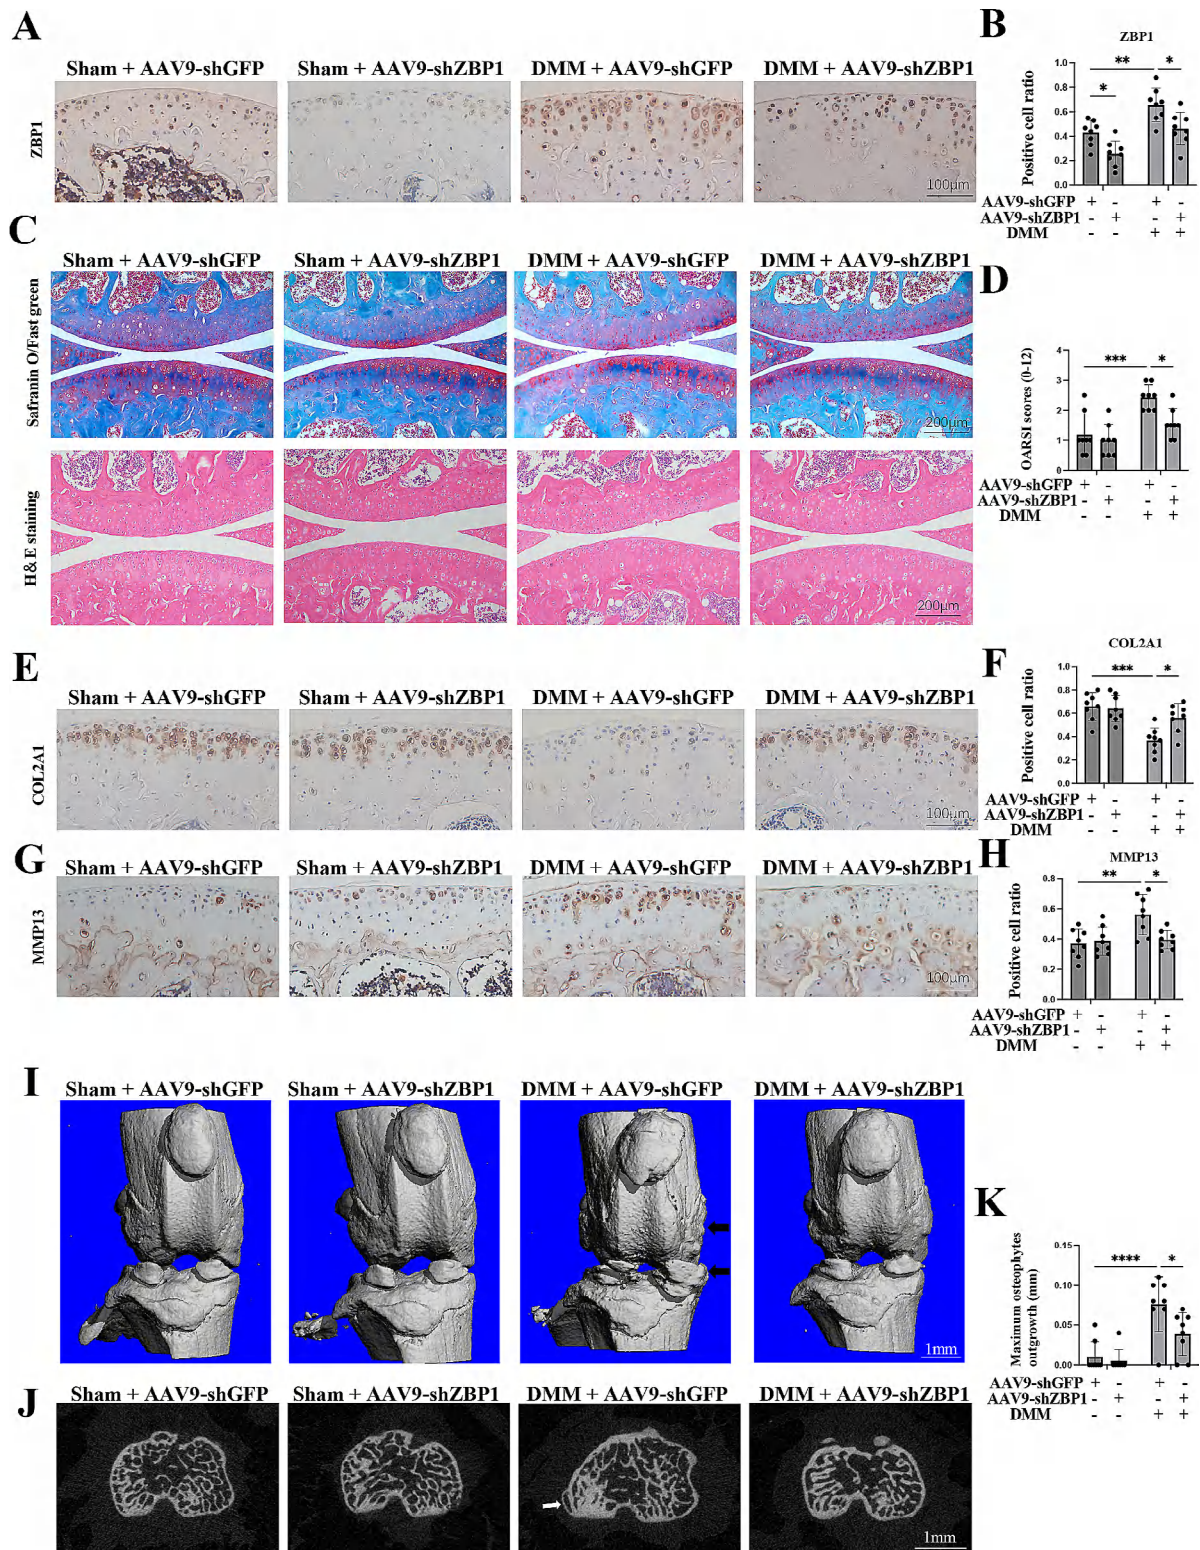 A
Sham + AAV9-shGFP
Sham + AAV9-shZBP1
DMM + AAV9-shGFP
DMM + AAV9-shZBP1
ZBP1
100μm
B
ZBP1
Positive cell ratio
1.0
0.8
0.6
0.4
0.2
0.0
** *
*
AAV9-shGFP + - + -
AAV9-shZBP1 - + - +
DMM - - + +
C
Sham + AAV9-shGFP
Sham + AAV9-shZBP1
DMM + AAV9-shGFP
DMM + AAV9-shZBP1
Safranin O/Fast green
200μm
H&E staining
200μm
D
OARSI scores (0-12)
4
3
2
1
0
*** *
AAV9-shGFP + - + -
AAV9-shZBP1 - + - +
DMM - - + +
E
Sham + AAV9-shGFP
Sham + AAV9-shZBP1
DMM + AAV9-shGFP
DMM + AAV9-shZBP1
COL2A1
100μm
F
COL2A1
Positive cell ratio
1.0
0.8
0.6
0.4
0.2
0.0
*** *
AAV9-shGFP + - + -
AAV9-shZBP1 - + - +
DMM - - + +
G
Sham + AAV9-shGFP
Sham + AAV9-shZBP1
DMM + AAV9-shGFP
DMM + AAV9-shZBP1
MMP13
100μm
H
MMP13
Positive cell ratio
0.8
0.6
0.4
0.2
0.0
** *
AAV9-shGFP + - + -
AAV9-shZBP1 - + - +
DMM - - + +
I
Sham + AAV9-shGFP
Sham + AAV9-shZBP1
DMM + AAV9-shGFP
DMM + AAV9-shZBP1
1mm
J
Sham + AAV9-shGFP
Sham + AAV9-shZBP1
DMM + AAV9-shGFP
DMM + AAV9-shZBP1
1mm
K
Maximum osteophytes
outgrowth (mm)
0.15
0.10
0.05
0.00
**** *
AAV9-shGFP + - + -
AAV9-shZBP1 - + - +
DMM - - + +